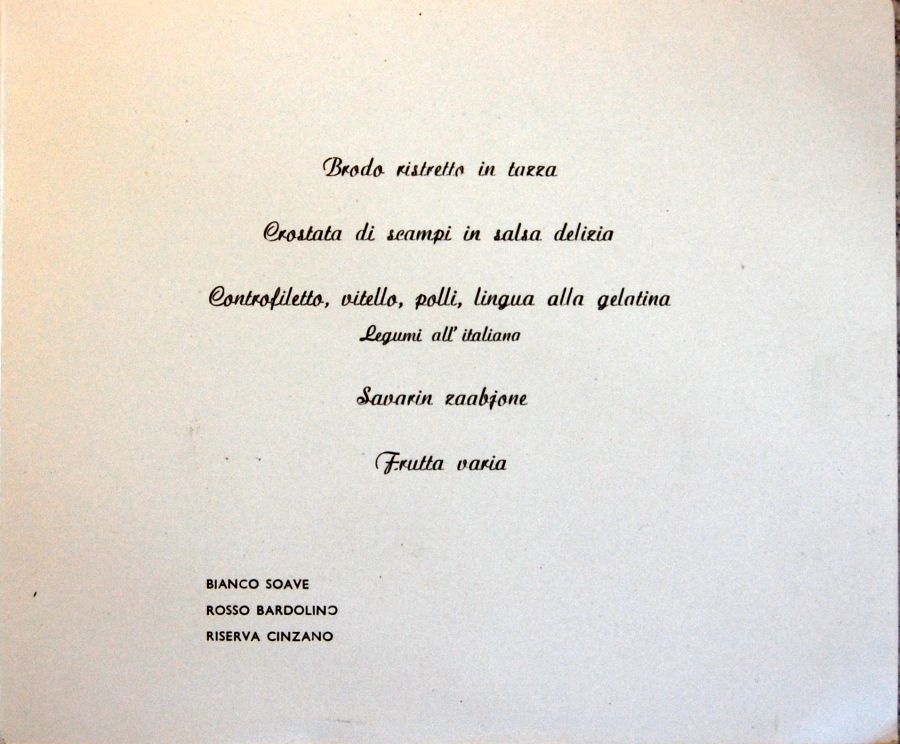 Brodo ristretto in tazza
Crostata di scampi in salsa delizia
Controfiletto, vitello, polli, lingua alla gelatina
Legumi all' italiana
Savarin zaabjone
Frutta varia
BIANCO SOAVE
ROSSO BARDOLINO
RISERVA CINZANO